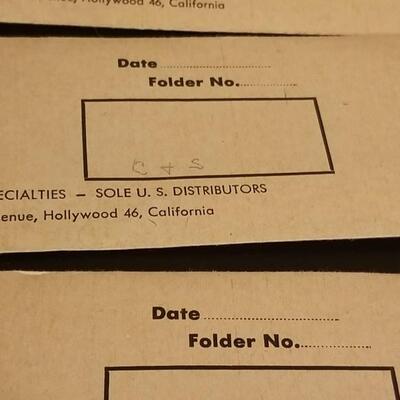 Hollywood 46, California
Date
Folder No.
C + S
ECIALTIES – SOLE U. S. DISTRIBUTORS
enue, Hollywood 46, California
Date
Folder No.